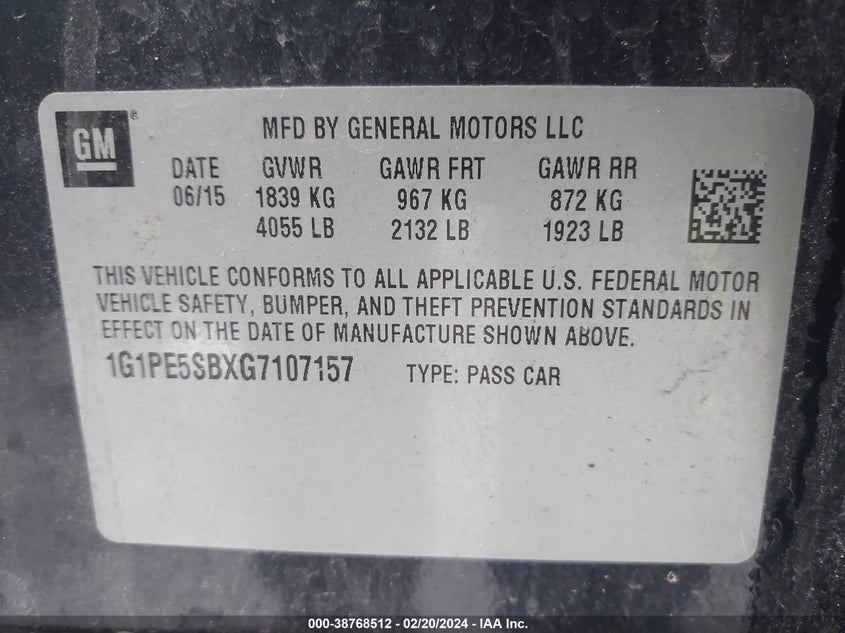 GM®
MFD BY GENERAL MOTORS LLC
DATE GVWR GAWR FRT GAWR RR
06/15 1839 KG 967 KG 872 KG
4055 LB 2132 LB 1923 LB
THIS VEHICLE CONFORMS TO ALL APPLICABLE U.S. FEDERAL MOTOR
VEHICLE SAFETY, BUMPER, AND THEFT PREVENTION STANDARDS IN
EFFECT ON THE DATE OF MANUFACTURE SHOWN ABOVE.
1G1PE5SBXG7107157 TYPE: PASS CAR
000-38768512 - 02/20/2024 - IAA Inc.